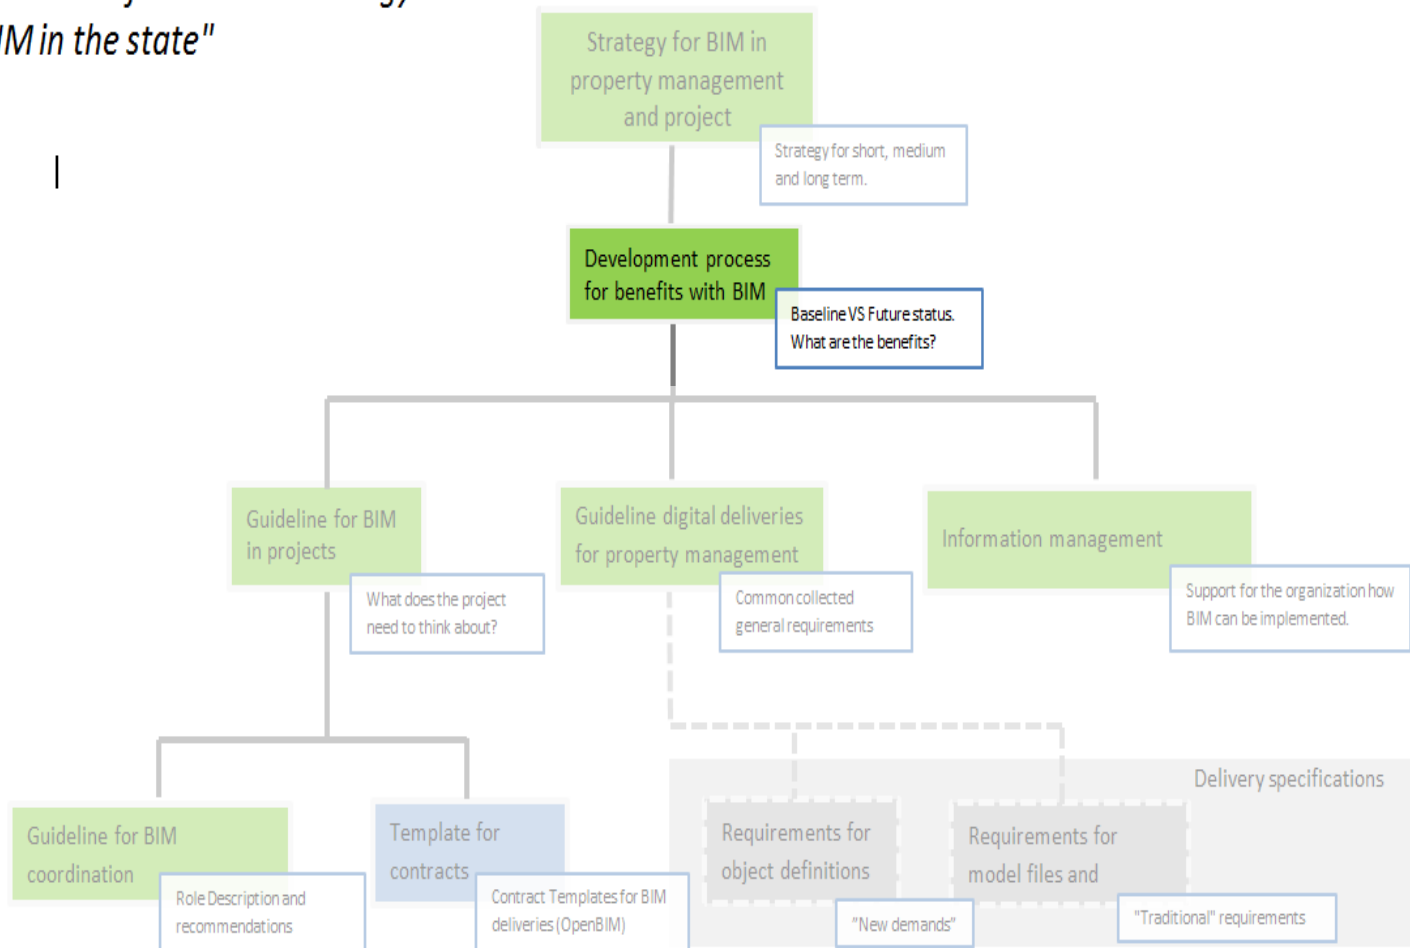 IM in the state"
Strategy for BIM in
property management
and project
Strategy for short, medium
and long term.
Development process
for benefits with BIM
Baseline VS Future status.
What are the benefits?
Guideline for BIM
in projects
What does the project
need to think about?
Guideline digital deliveries
for property management
Common collected
general requirements
Information management
Support for the organization how
BIM can be implemented.
Delivery specifications
Guideline for BIM
coordination
Role Description and
recommendations
Template for
contracts
Contract Templates for BIM
deliveries (OpenBIM)
Requirements for
object definitions
"New demands"
Requirements for
model files and
"Traditional" requirements